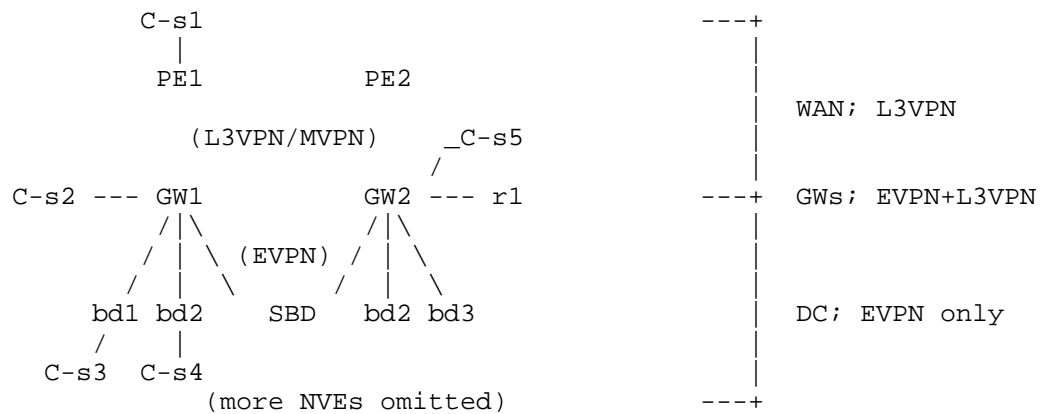 C-s1 ---+
PE1 PE2
WAN; L3VPN
(L3VPN/MVPN) _C-s5
C-s2 --- GW1 GW2 --- r1 ---+ GWs; EVPN+L3VPN
(EVPN)
bd1 bd2 SBD bd2 bd3 DC; EVPN only
C-s3 C-s4
(more NVEs omitted) ---+